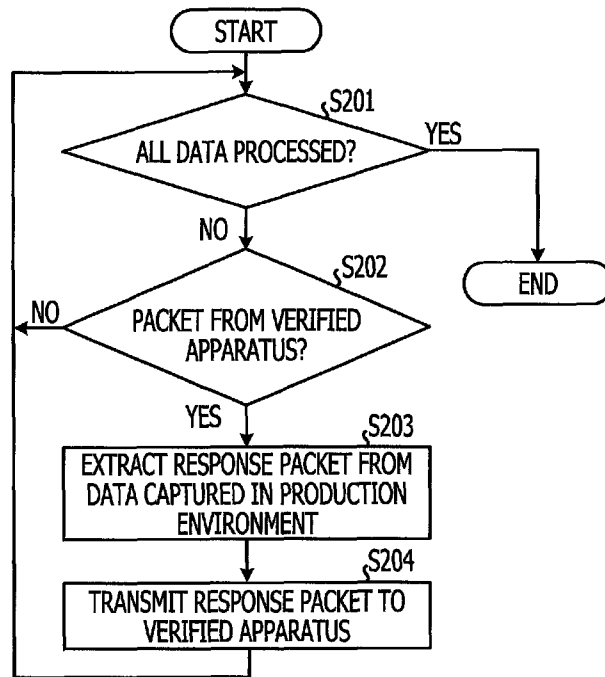 START
S201
ALL DATA PROCESSED?
YES
NO
S202
END
NO
PACKET FROM VERIFIED
APPARATUS?
YES
S203
EXTRACT RESPONSE PACKET FROM
DATA CAPTURED IN PRODUCTION
ENVIRONMENT
S204
TRANSMIT RESPONSE PACKET TO
VERIFIED APPARATUS